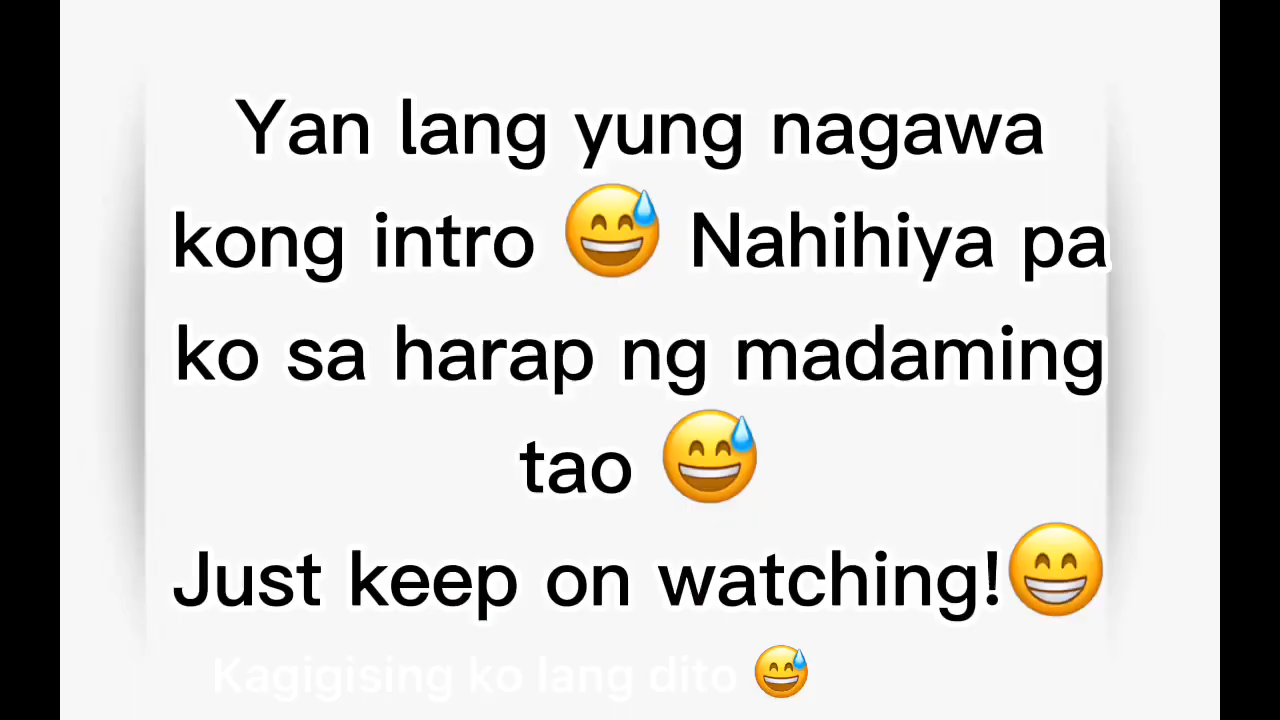 Yan lang yung nagawa
kong intro 😅 Nahihiya pa
ko sa harap ng madaming
tao 😅
Just keep on watching!😁
Kagigising ko lang dito 😅